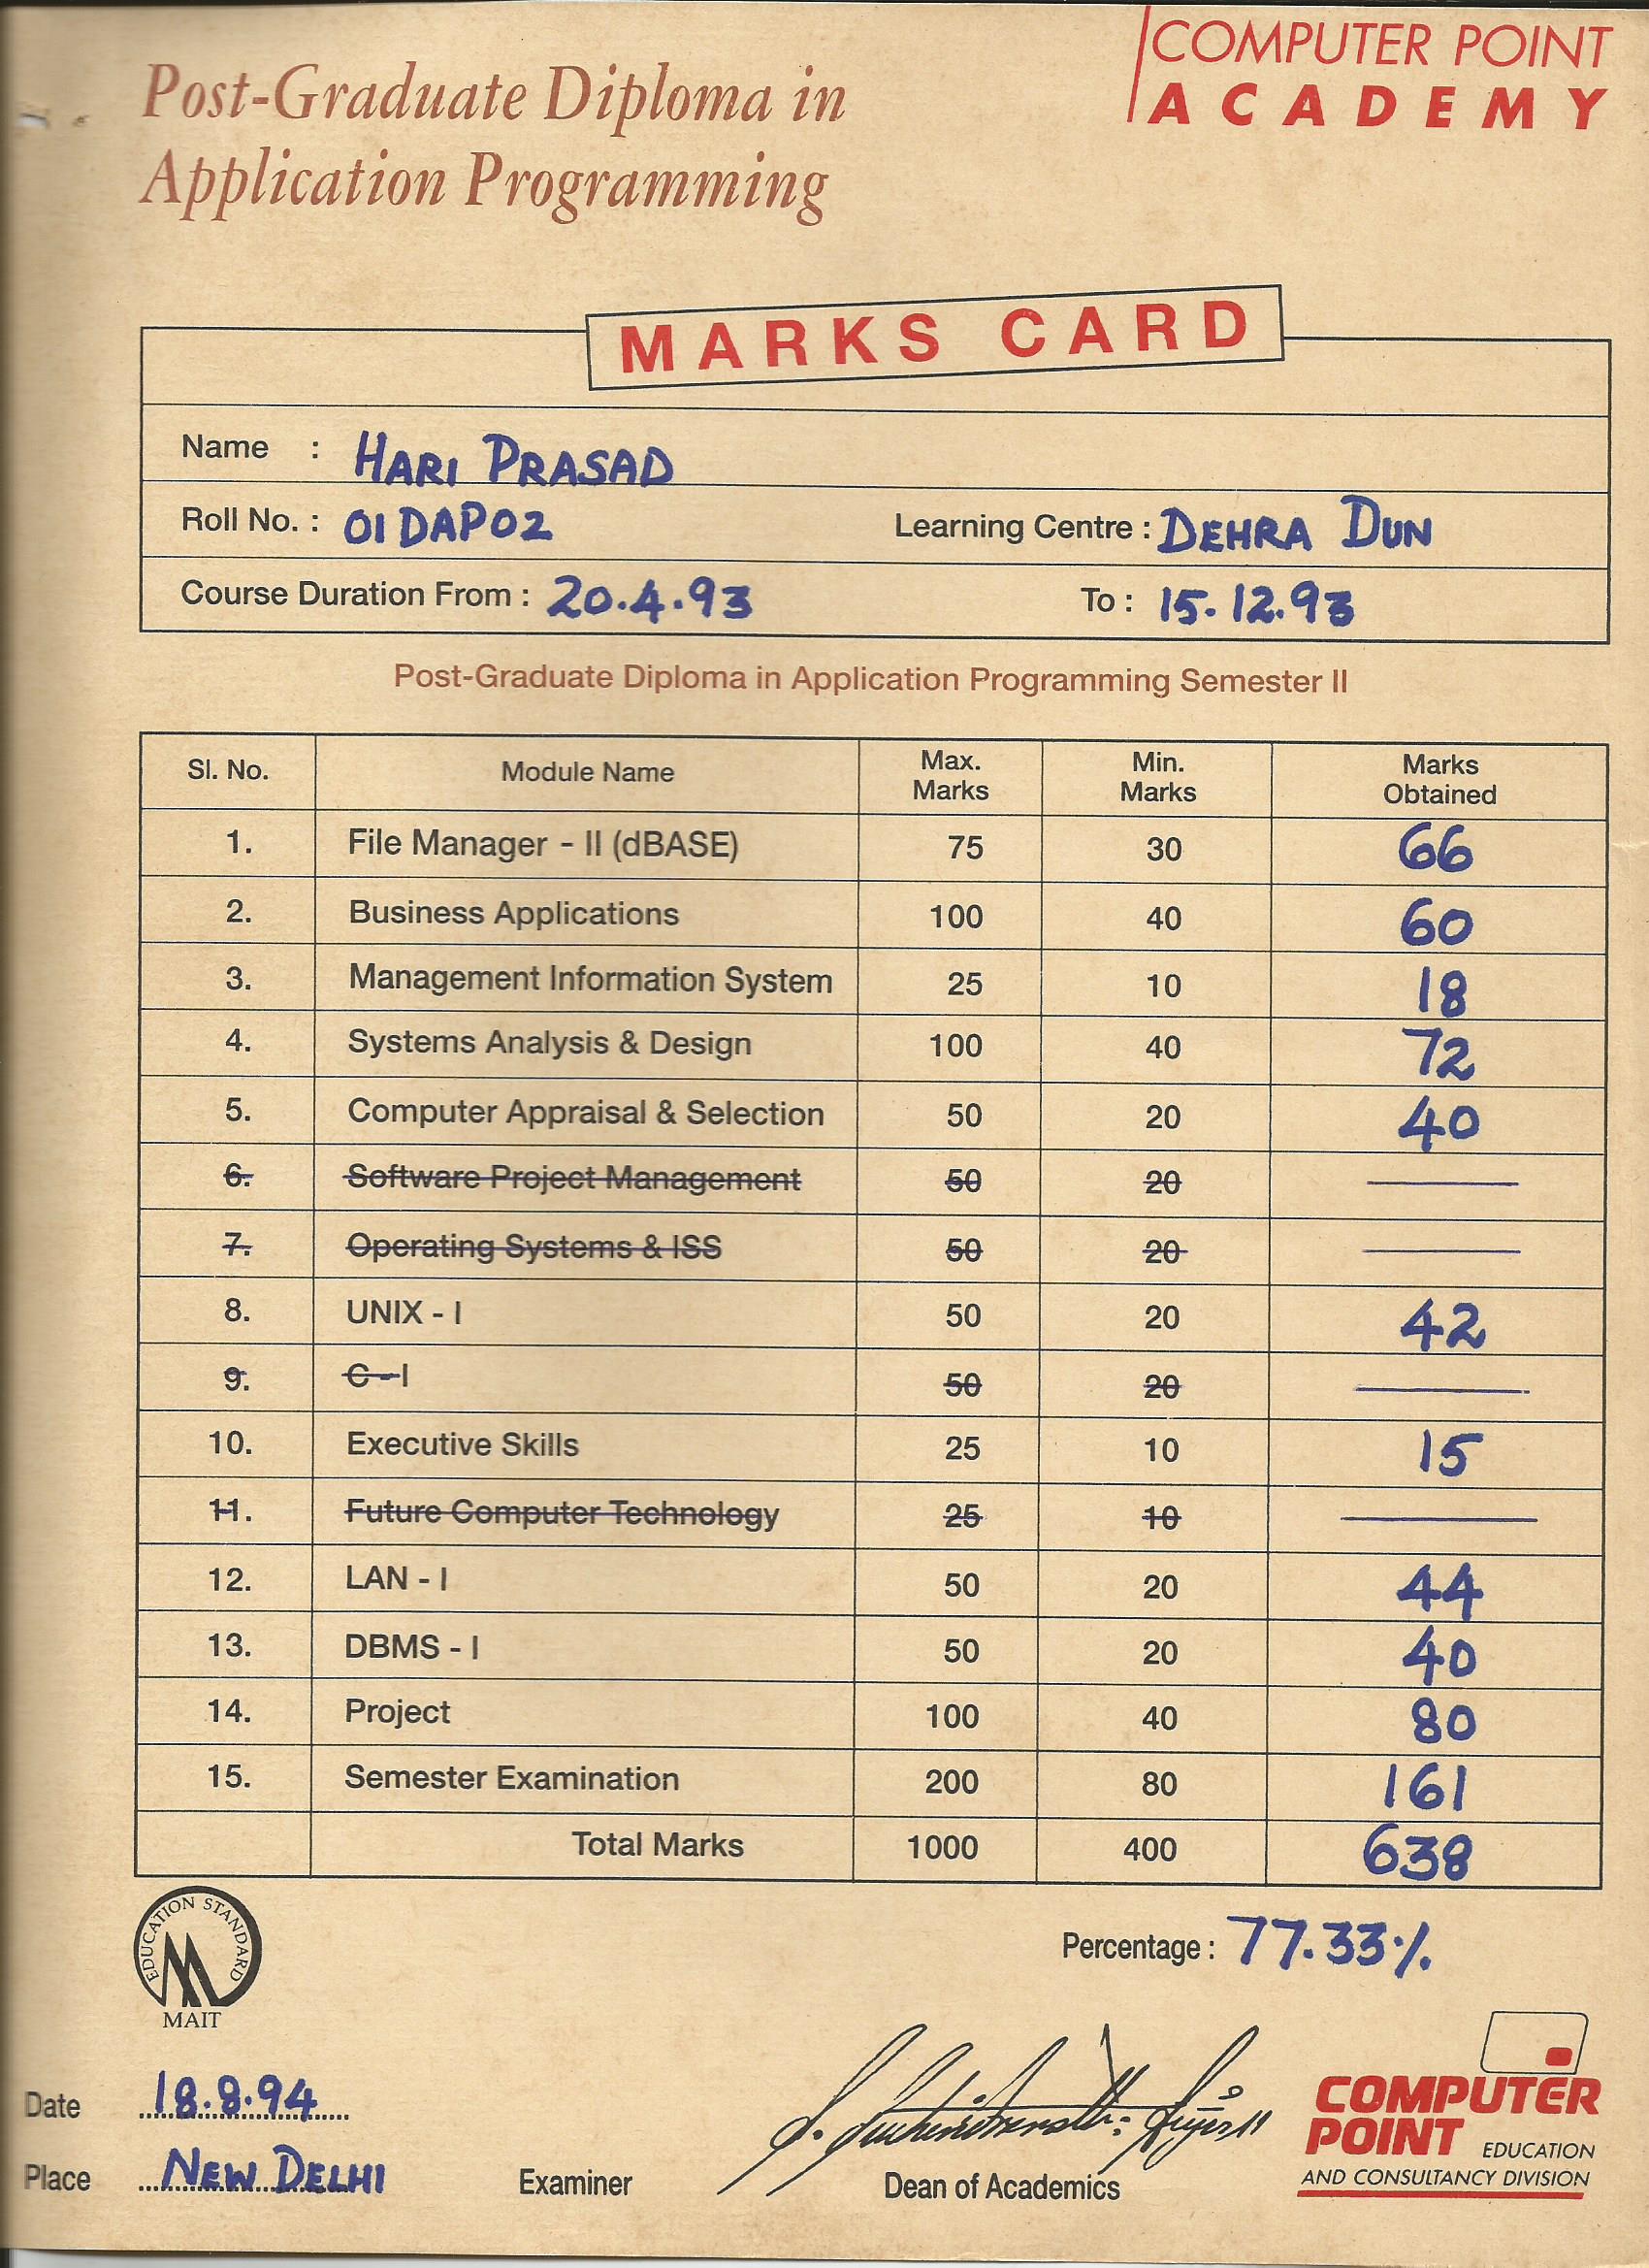 COMPUTER POINT
ACADEMY
Post-Graduate Diploma in
Application Programming
MARKS CARD
Name : HARI PRASAD
Roll No. : 01DAP02 Learning Centre : DEHRA DUN
Course Duration From : 20.4.93 To : 15.12.93
Post-Graduate Diploma in Application Programming Semester II
Sl. No. Module Name Max. Marks Min. Marks Marks Obtained
1. File Manager - II (dBASE) 75 30 66
2. Business Applications 100 40 60
3. Management Information System 25 10 18
4. Systems Analysis & Design 100 40 72
5. Computer Appraisal & Selection 50 20 40
6. Software Project Management 50 20
7. Operating Systems & ISS 50 20
8. UNIX - I 50 20 42
9. C - I 50 20
10. Executive Skills 25 10 15
11. Future Computer Technology 25 10
12. LAN - I 50 20 44
13. DBMS - I 50 20 40
14. Project 100 40 80
15. Semester Examination 200 80 161
Total Marks 1000 400 638
EDUCATION STANDARD
MAIT
Percentage : 77.33%
Date 18.8.94
Place NEW DELHI
Examiner
Dean of Academics
COMPUTER
POINT EDUCATION
AND CONSULTANCY DIVISION